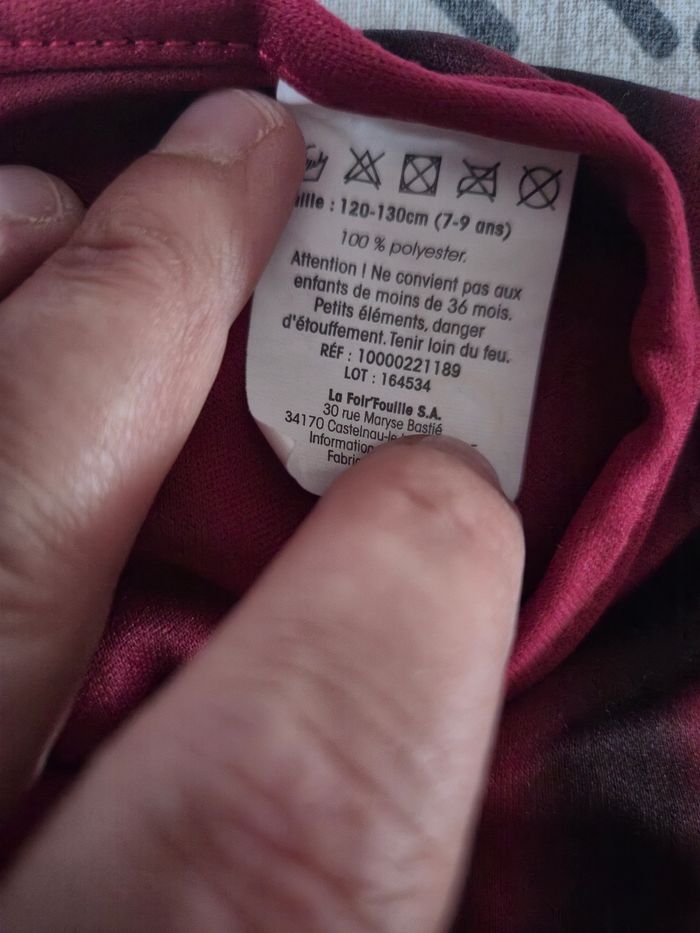 : 120-130cm (7-9 ans)
100 % polyester.
Attention ! Ne convient pas aux
enfants de moins de 36 mois.
Petits éléments, danger
d'étouffement. Tenir loin du feu.
RÉF : 10000221189
LOT : 164534
La Foir'Fouille S.A.
30 rue Maryse Bastié
34170